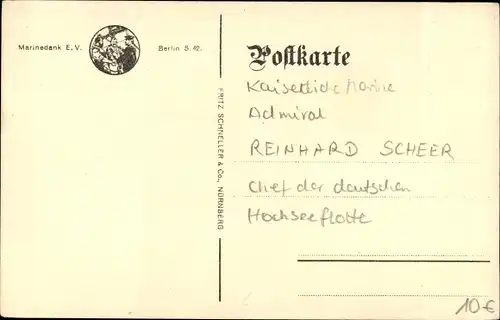 Marinedank E.V. Berlin S. 42.
Postkarte
Kaiserliche Marine
Admiral
REINHARD SCHEER
Chef der deutschen
Hochseeflotte
FRITZ SCHNELLER & Co., NÜRNBERG
10€